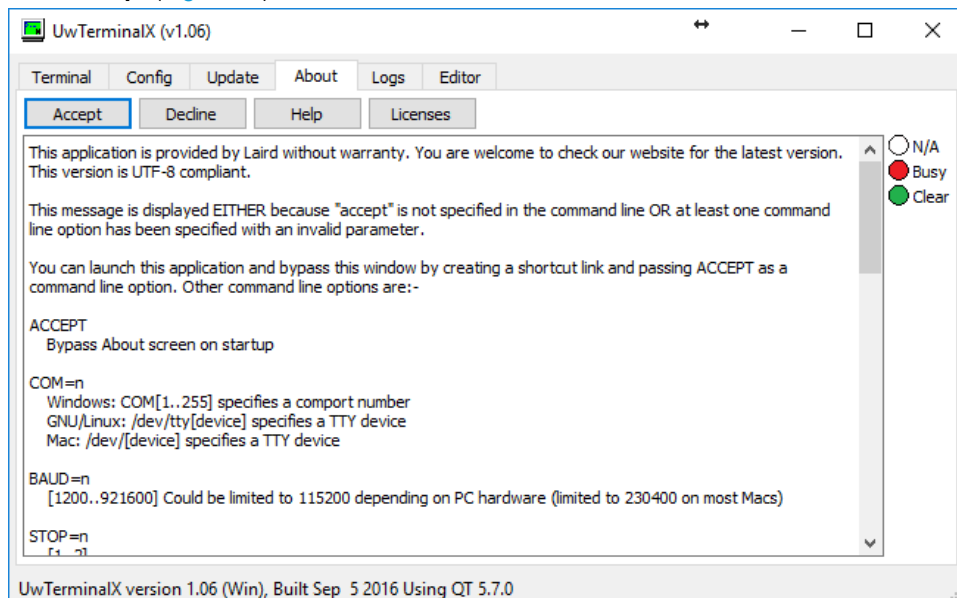 UwTerminalX (v1.06)
Terminal Config Update About Logs Editor
Accept Decline Help Licenses
This application is provided by Laird without warranty. You are welcome to check our website for the latest version.
This version is UTF-8 compliant.
This message is displayed EITHER because "accept" is not specified in the command line OR at least one command
line option has been specified with an invalid parameter.
You can launch this application and bypass this window by creating a shortcut link and passing ACCEPT as a
command line option. Other command line options are:-
ACCEPT
Bypass About screen on startup
COM=n
Windows: COM[1..255] specifies a comport number
GNU/Linux: /dev/tty[device] specifies a TTY device
Mac: /dev/[device] specifies a TTY device
BAUD=n
[1200..921600] Could be limited to 115200 depending on PC hardware (limited to 230400 on most Macs)
STOP=n
[1..2]
N/A
Busy
Clear
UwTerminalX version 1.06 (Win), Built Sep 5 2016 Using QT 5.7.0